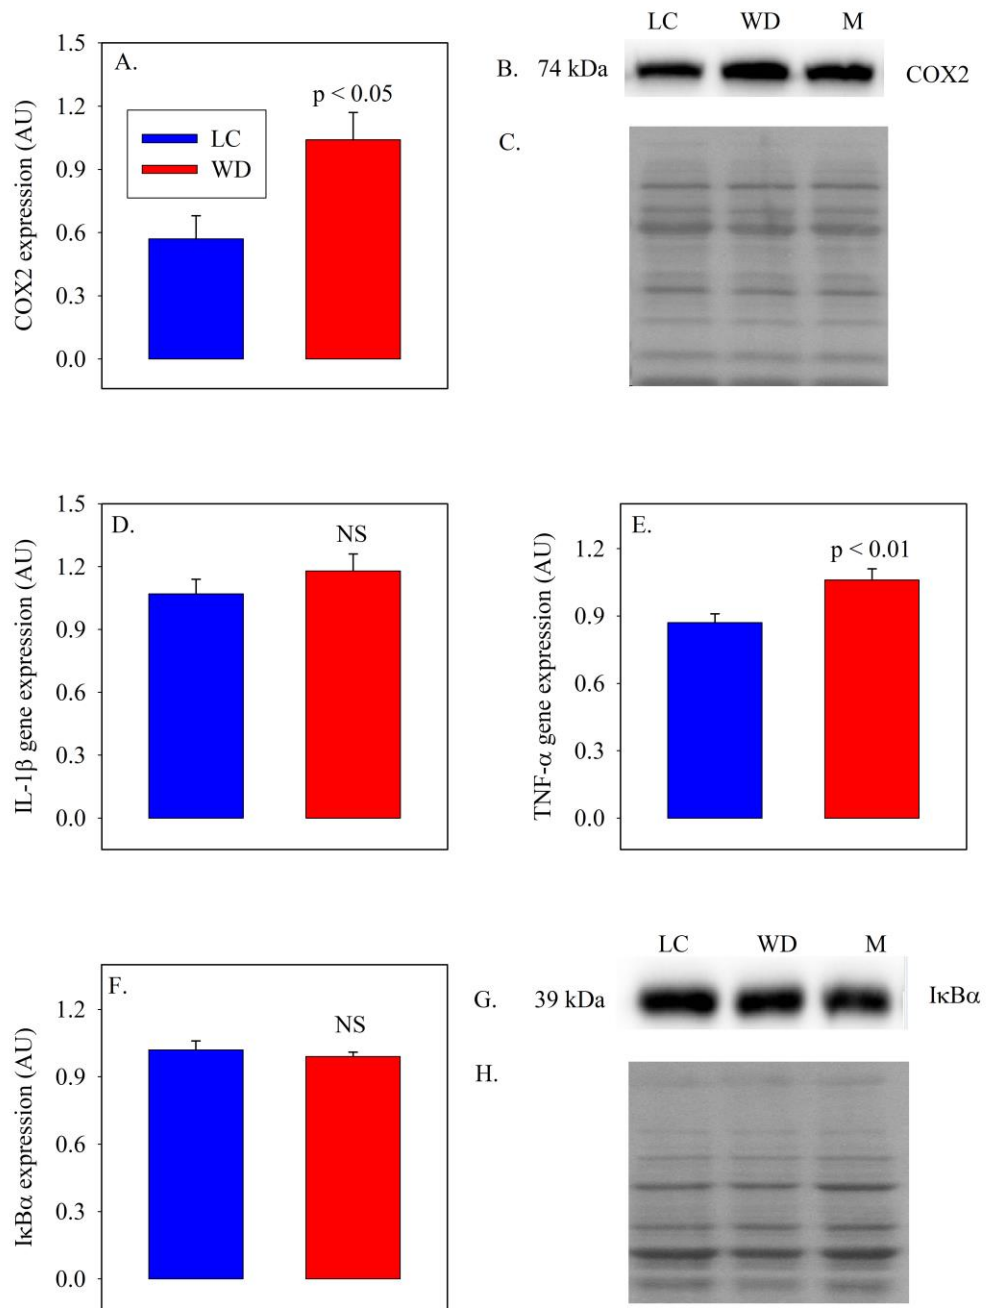 A.
COX2 expression (AU)
1.5
1.2
0.9
0.6
0.3
0.0
p < 0.05
LC
WD
LC WD M
B. 74 kDa COX2
C.
D.
IL-1β gene expression (AU)
1.5
1.2
0.9
0.6
0.3
0.0
NS
E.
TNF-α gene expression (AU)
1.2
0.9
0.6
0.3
0.0
p < 0.01
F.
IκBα expression (AU)
1.2
0.9
0.6
0.3
0.0
NS
LC WD M
G. 39 kDa IκBα
H.